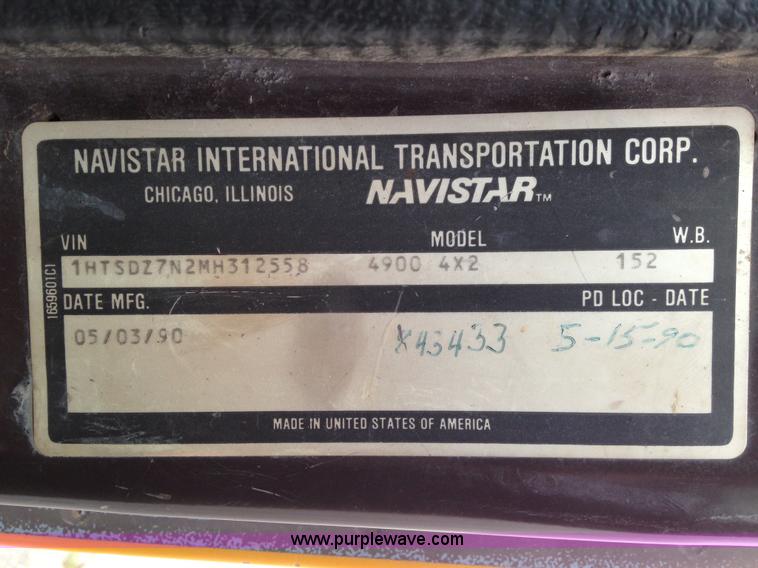 NAVISTAR INTERNATIONAL TRANSPORTATION CORP.
CHICAGO, ILLINOIS NAVISTAR™
VIN MODEL W.B.
1HTSDZ7N2MH312558 4900 4X2 152
DATE MFG. PD LOC - DATE
05/03/90 X45433 5-15-90
MADE IN UNITED STATES OF AMERICA
1659601C1
www.purplewave.com